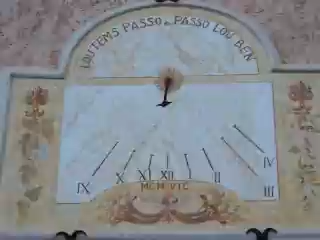 LOU TEMS PASSO e PASSO LOU BEN
IX X XI XII I II III IV
MCMVIC